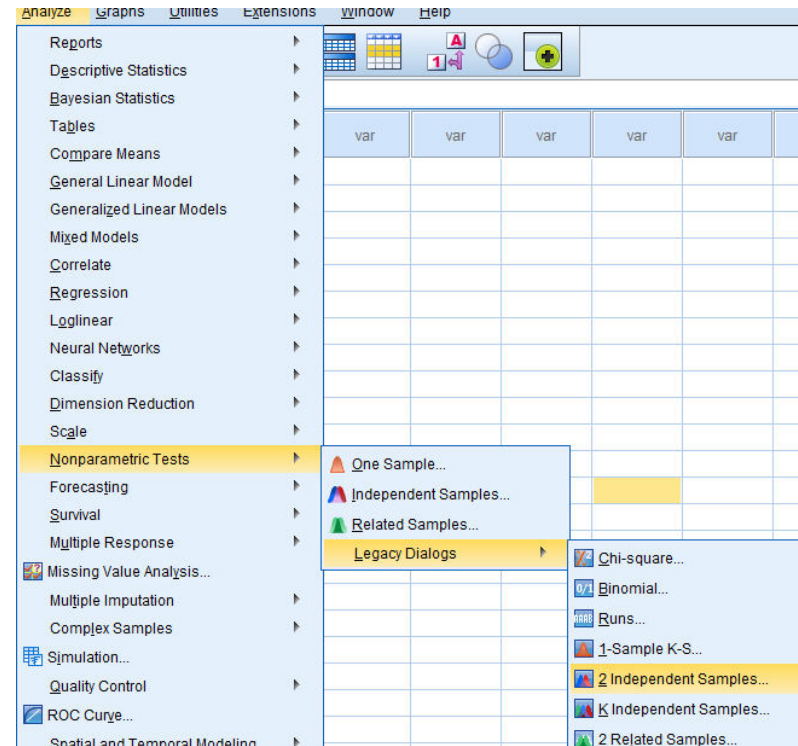 Analyze Graphs Utilities Extensions Window Help
Reports
Descriptive Statistics
Bayesian Statistics
Tables
var var var var var
Compare Means
General Linear Model
Generalized Linear Models
Mixed Models
Correlate
Regression
Loglinear
Neural Networks
Classify
Dimension Reduction
Scale
Nonparametric Tests
Forecasting
Survival
Multiple Response
Missing Value Analysis...
Multiple Imputation
Complex Samples
Simulation...
Quality Control
ROC Curve...
Spatial and Temporal Modeling
One Sample...
Independent Samples...
Related Samples...
Legacy Dialogs
Chi-square...
0/1 Binomial...
Runs...
1-Sample K-S...
2 Independent Samples...
K Independent Samples...
2 Related Samples...
A
1